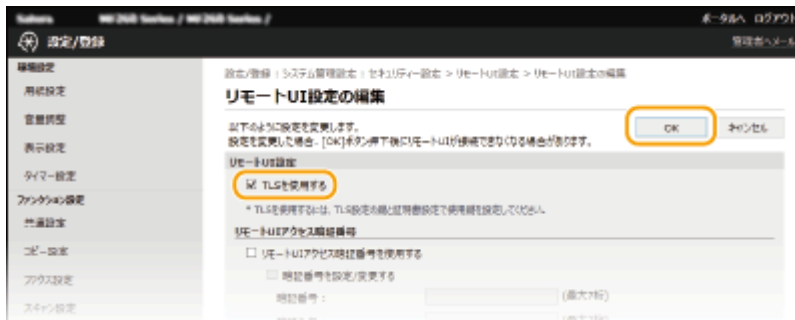 ポータルへ ログアウト
設定/登録
管理者へメール
環境設定
用紙設定
音量調整
表示設定
タイマー設定
ファンクション設定
共通設定
コピー設定
ファクス設定
スキャン設定
設定/登録 : システム管理設定 : セキュリティー設定 > リモートUI設定 > リモートUI設定の編集
リモートUI設定の編集
以下のように設定を変更します。
設定を変更した場合、[OK]ボタン押下後にリモートUIが接続できなくなる場合があります。
OK
キャンセル
リモートUI設定
TLSを使用する
* TLSを使用するには、TLS設定の鍵と証明書設定で使用鍵を設定してください。
リモートUIアクセス暗証番号
リモートUIアクセス暗証番号を使用する
暗証番号を設定/変更する
暗証番号 :
(最大7桁)